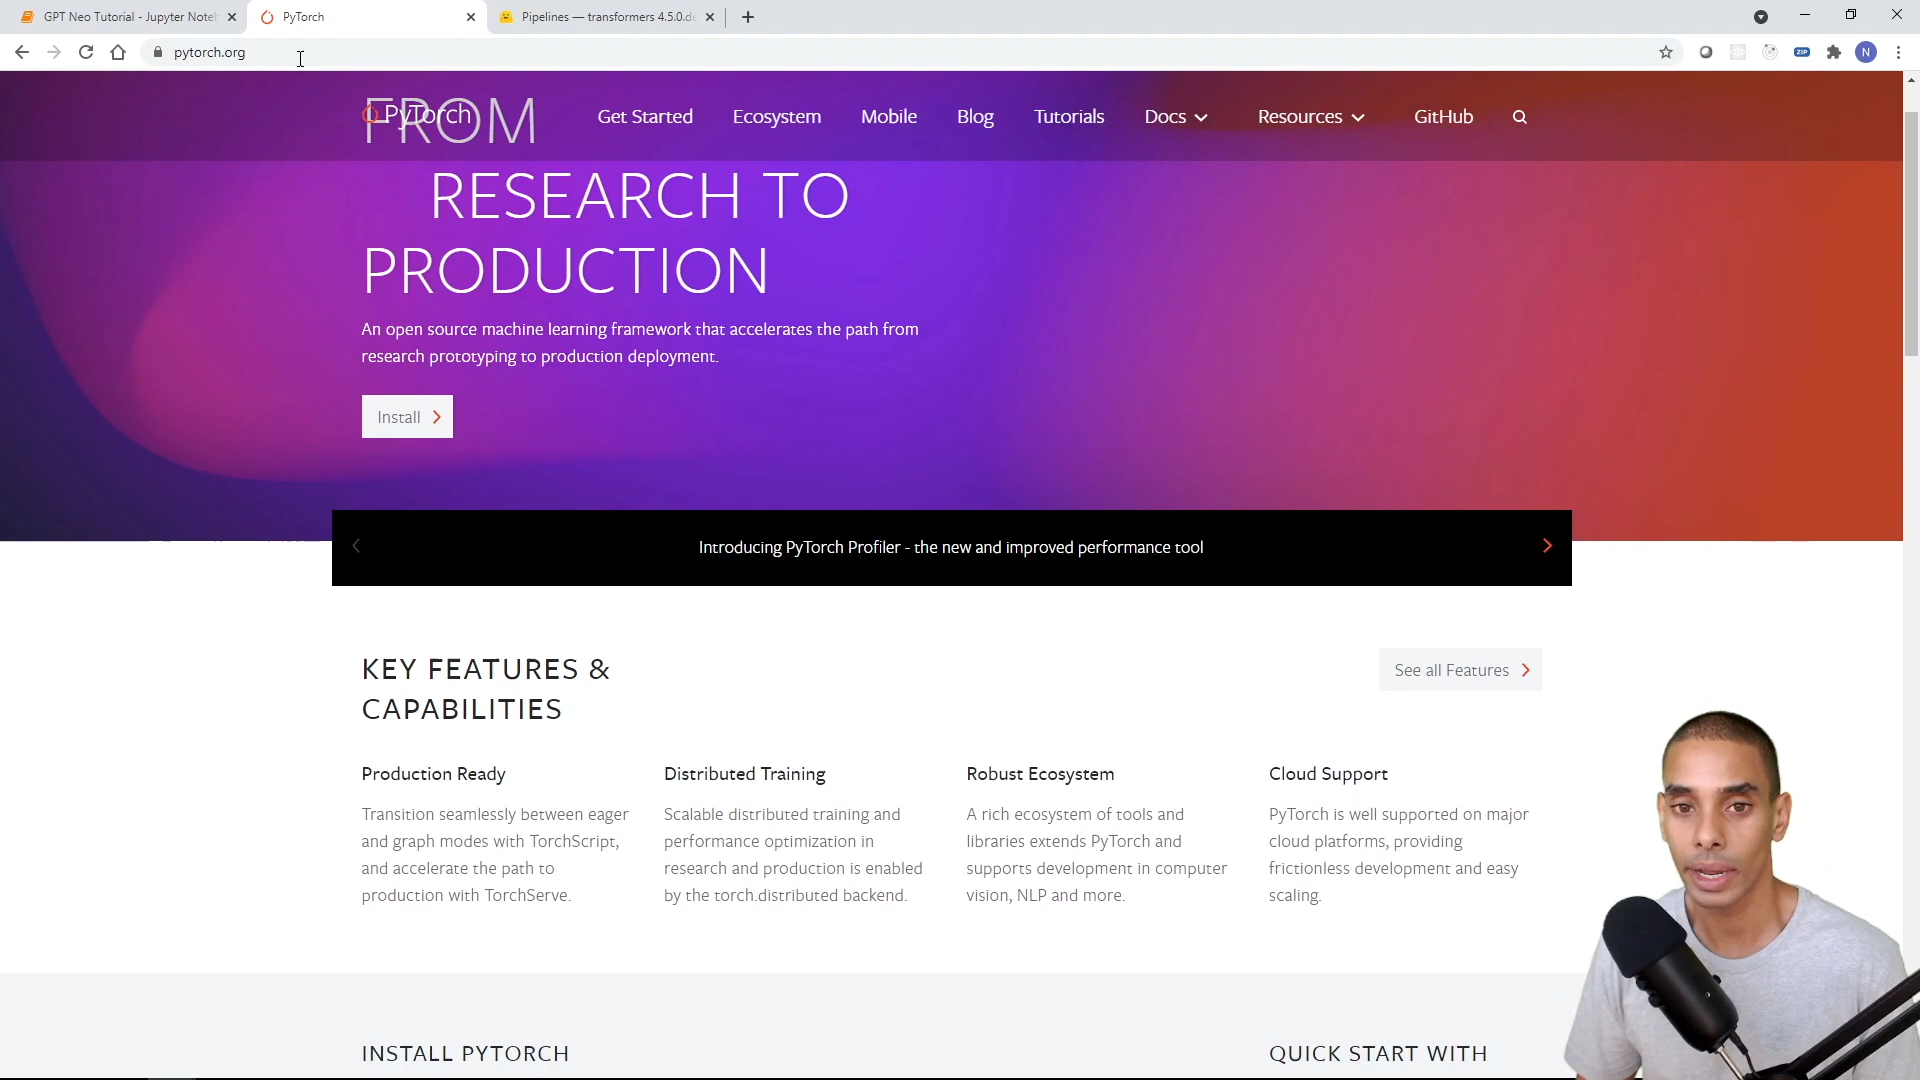 GPT Neo Tutorial - Jupyter Note
PyTorch
Pipelines — transformers 4.5.0.de
pytorch.org
ZIP
N
PyTorch
Get Started
Ecosystem
Mobile
Blog
Tutorials
Docs
Resources
GitHub
FROM
RESEARCH TO
PRODUCTION
An open source machine learning framework that accelerates the path from
research prototyping to production deployment.
Install
Introducing PyTorch Profiler - the new and improved performance tool
KEY FEATURES &
CAPABILITIES
See all Features
Production Ready
Transition seamlessly between eager
and graph modes with TorchScript,
and accelerate the path to
production with TorchServe.
Distributed Training
Scalable distributed training and
performance optimization in
research and production is enabled
by the torch.distributed backend.
Robust Ecosystem
A rich ecosystem of tools and
libraries extends PyTorch and
supports development in computer
vision, NLP and more.
Cloud Support
PyTorch is well supported on major
cloud platforms, providing
frictionless development and easy
scaling.
INSTALL PYTORCH
QUICK START WITH